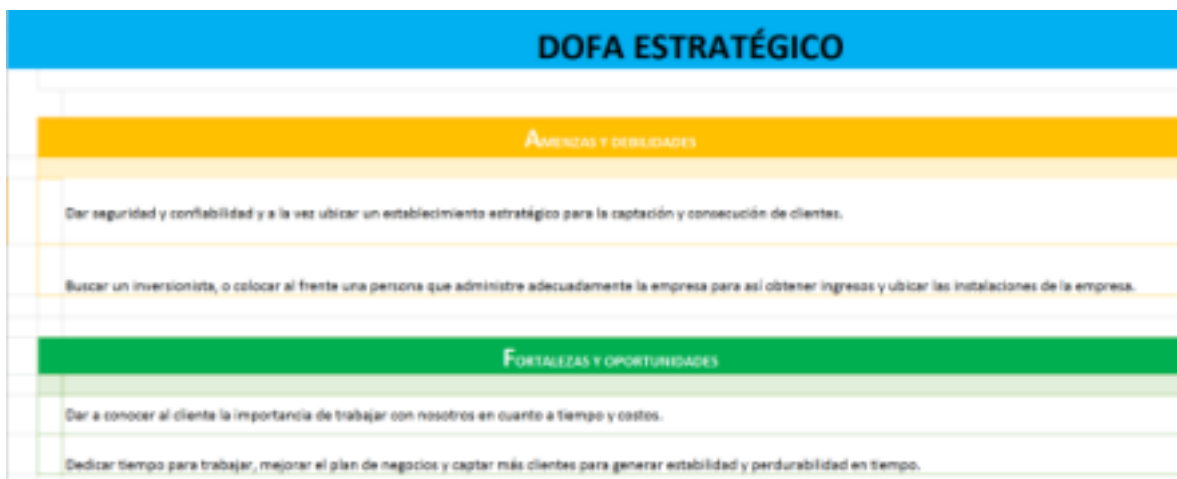 DOFA ESTRATÉGICO
AMENZAS Y DEBILIDADES
Dar seguridad y confiabilidad y a la vez ubicar un establecimiento estratégico para la captación y consecución de clientes.
Buscar un inversionista, o colocar al frente una persona que administre adecuadamente la empresa para así obtener ingresos y ubicar las instalaciones de la empresa.
FORTALEZAS Y OPORTUNIDADES
Dar a conocer al cliente la importancia de trabajar con nosotros en cuanto a tiempo y costos.
Dedicar tiempo para trabajar, mejorar el plan de negocios y captar más clientes para generar estabilidad y perdurabilidad en tiempo.